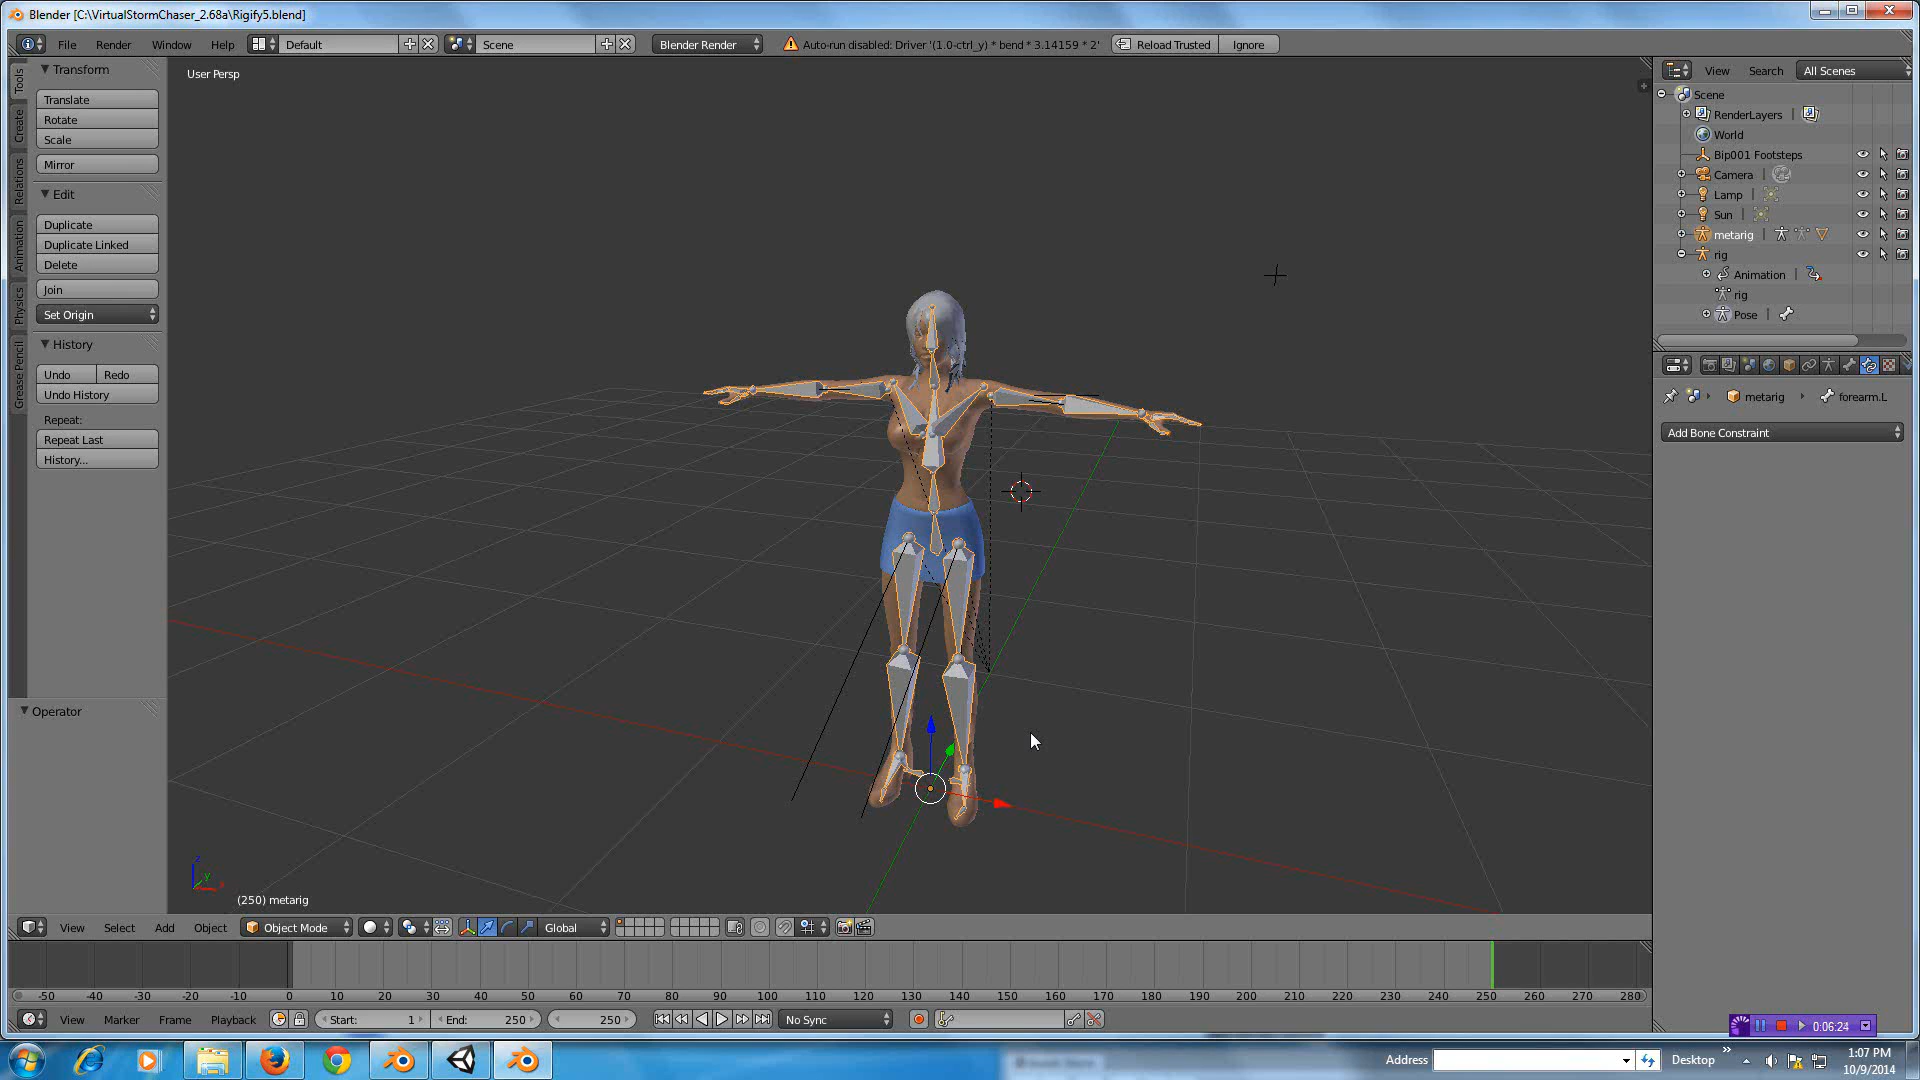 Blender [C:\VirtualStormChaser_2.68a\Rigify5.blend]
File Render Window Help Default Scene Blender Render Auto-run disabled: Driver '(1.0-ctrl_y) * bend * 3.14159 * 2' Reload Trusted Ignore
Tools
Create
Relations
Animation
Physics
Grease Pencil
Transform
Translate
Rotate
Scale
Mirror
Edit
Duplicate
Duplicate Linked
Delete
Join
Set Origin
History
Undo Redo
Undo History
Repeat:
Repeat Last
History...
Operator
User Persp
z
y
x
(250) metarig
View Search All Scenes
Scene
RenderLayers
World
Bip001 Footsteps
Camera
Lamp
Sun
metarig
rig
Animation
rig
Pose
metarig forearm.L
Add Bone Constraint
View Select Add Object Object Mode Global
-50 -40 -30 -20 -10 0 10 20 30 40 50 60 70 80 90 100 110 120 130 140 150 160 170 180 190 200 210 220 230 240 250 260 270 280
View Marker Frame Playback Start: 1 End: 250 250 No Sync
0:06:24
Address Desktop
1:07 PM
10/9/2014